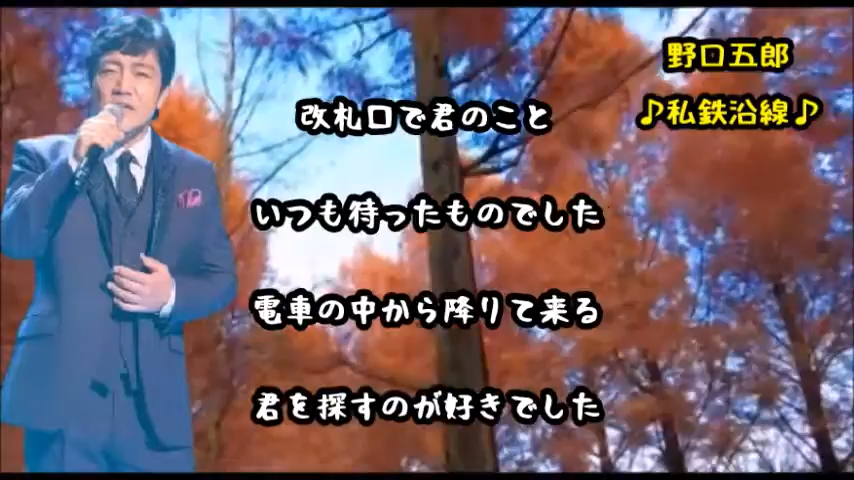 野口五郎
♪私鉄沿線♪
改札口で君のこと
いつも待ったものでした
電車の中から降りて来る
君を探すのが好きでした